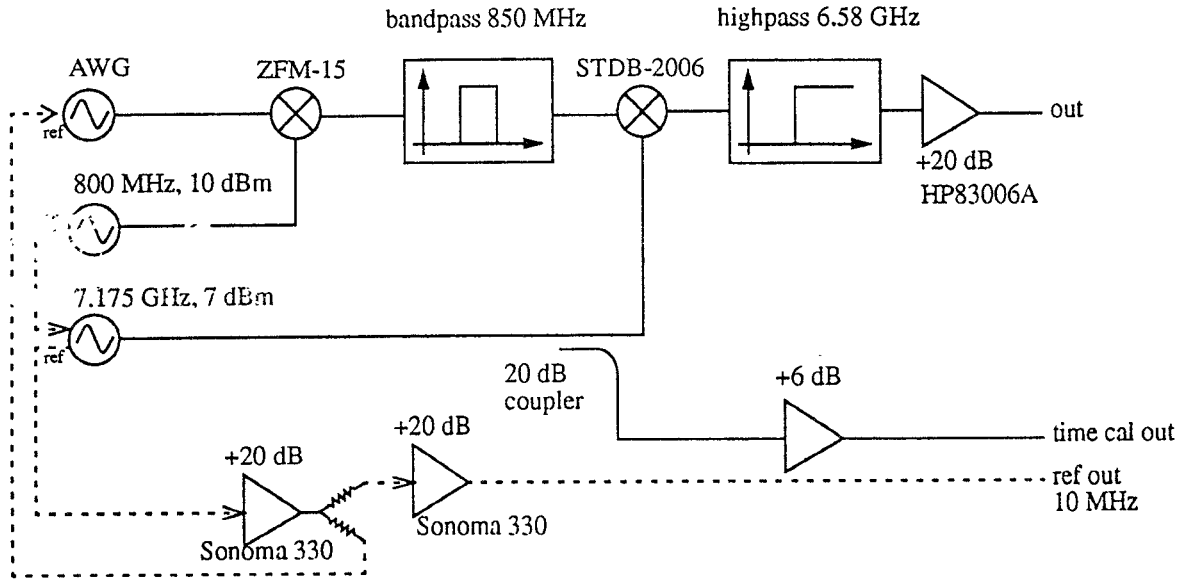 bandpass 850 MHz
highpass 6.58 GHz
AWG
ZFM-15
STDB-2006
ref
out
+20 dB
HP83006A
800 MHz, 10 dBm
7.175 GHz, 7 dBm
ref
20 dB
coupler
+6 dB
time cal out
+20 dB
+20 dB
ref out
10 MHz
Sonoma 330
Sonoma 330